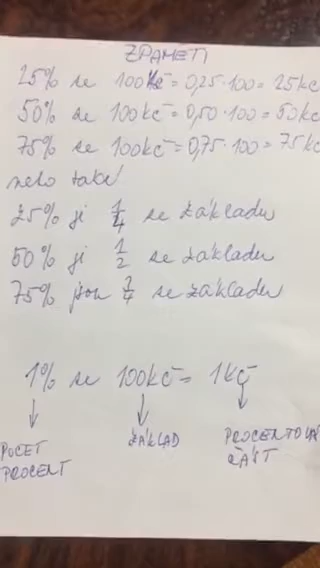 ZPAMETI
25% ze 100kč = 0,25·100 = 25kč
50% ze 100kč = 0,50·100 = 50kč
75% ze 100kč = 0,75·100 = 75kč
nebo také
25% je 1/4 ze základu
50% je 1/2 ze základu
75% jsou 3/4 ze základu
1% ze 100kč = 1kč
POČET PROCENT
ZÁKLAD
PROCENTOVÁ
ČÁST